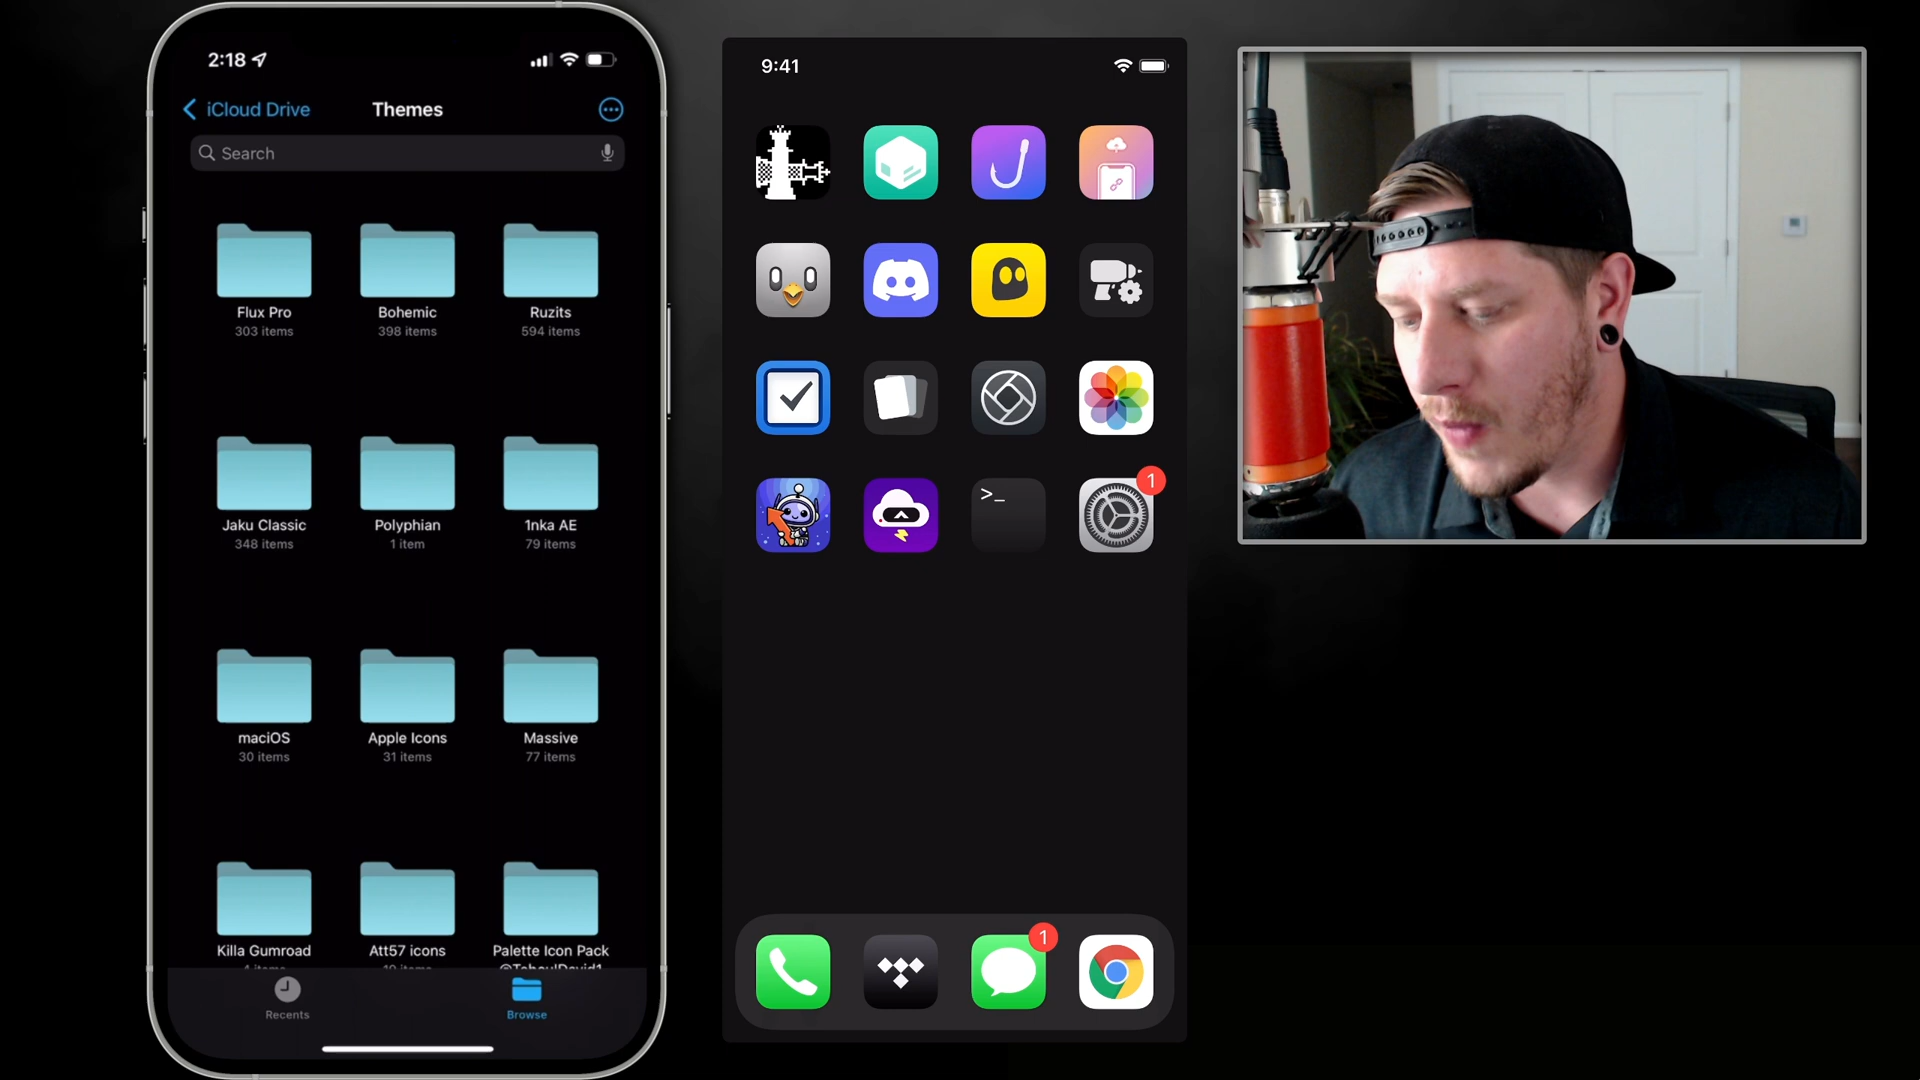 2:18
iCloud Drive
Themes
Search
Flux Pro
Bohemic
Ruzits
303 items
398 items
594 items
Jaku Classic
Polyphian
1nka AE
348 items
1 item
79 items
maciOS
Apple Icons
Massive
30 items
31 items
77 items
Killa Gumroad
Att57 icons
Palette Icon Pack
Recents
Browse
9:41
>_
1
1